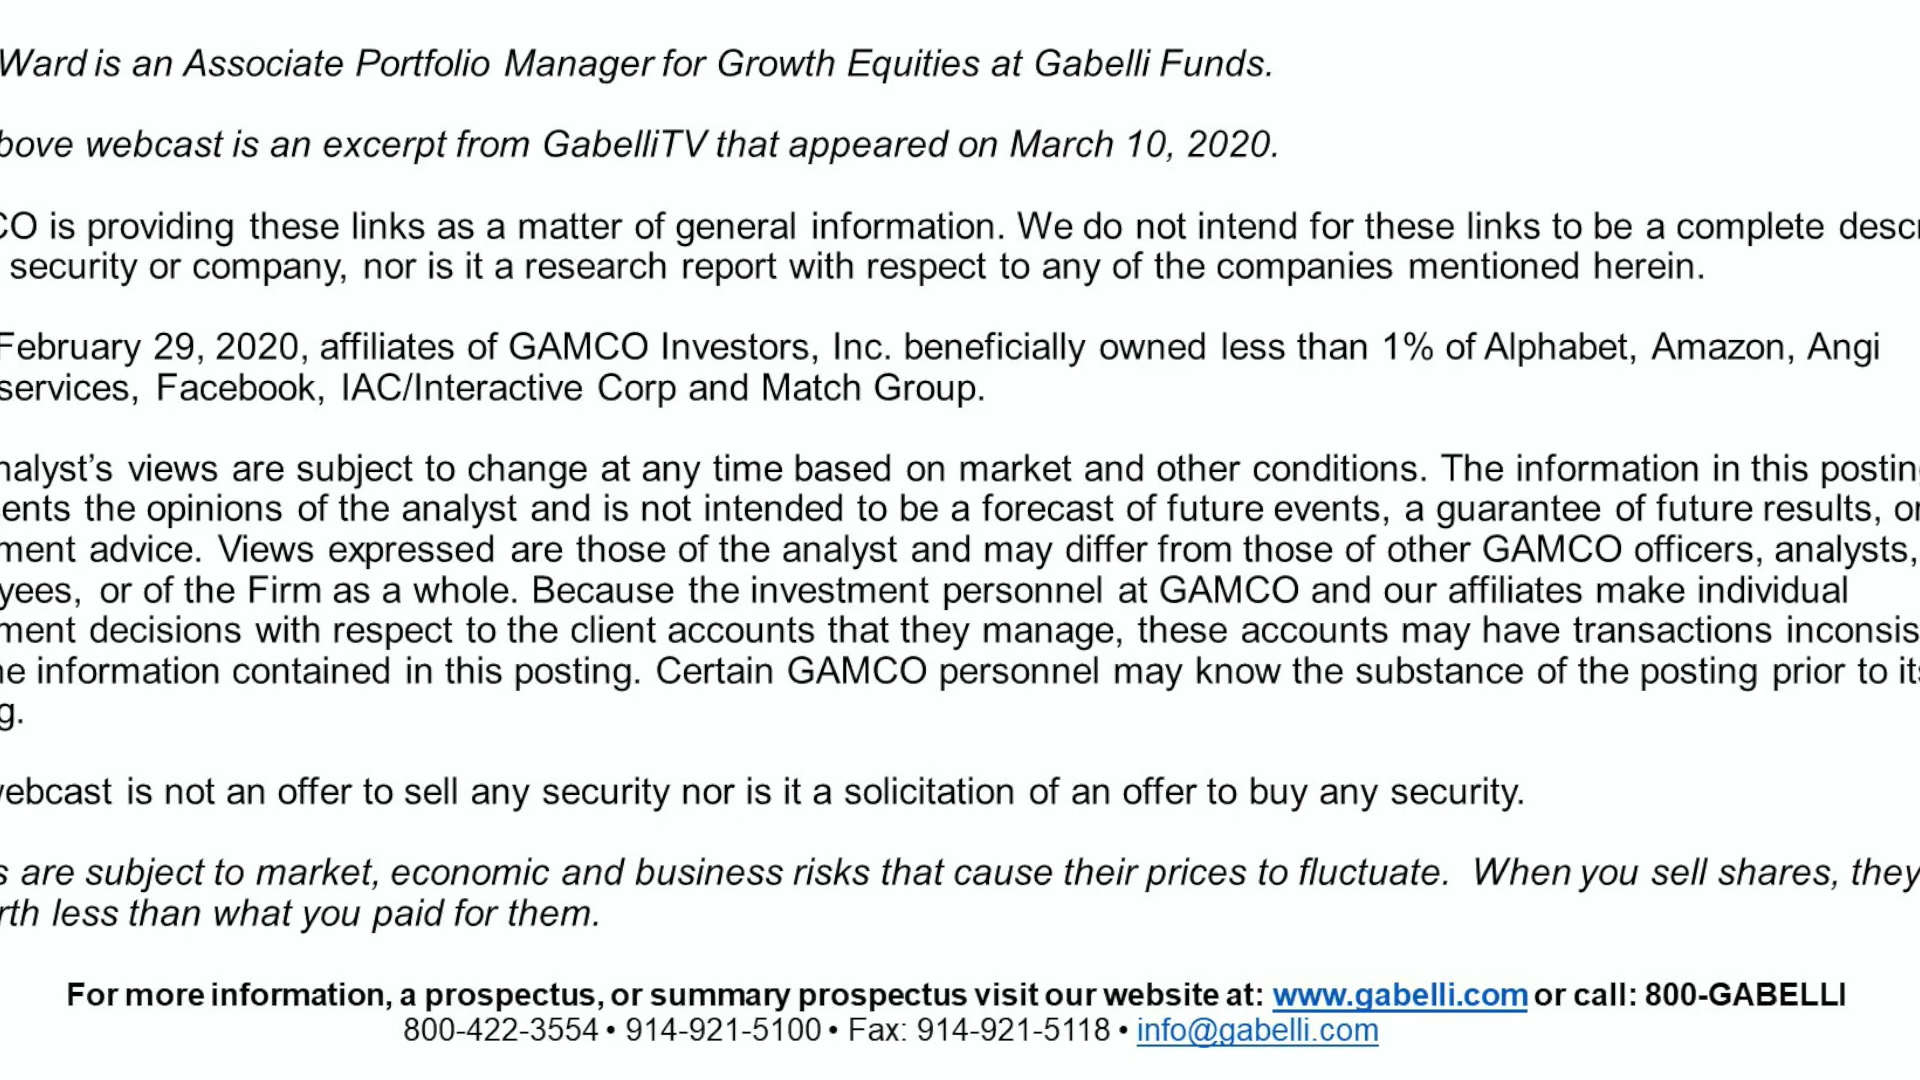 Ward is an Associate Portfolio Manager for Growth Equities at Gabelli Funds.
bove webcast is an excerpt from GabelliTV that appeared on March 10, 2020.
CO is providing these links as a matter of general information. We do not intend for these links to be a complete descr
security or company, nor is it a research report with respect to any of the companies mentioned herein.
February 29, 2020, affiliates of GAMCO Investors, Inc. beneficially owned less than 1% of Alphabet, Amazon, Angi
services, Facebook, IAC/Interactive Corp and Match Group.
nalyst’s views are subject to change at any time based on market and other conditions. The information in this posting
ents the opinions of the analyst and is not intended to be a forecast of future events, a guarantee of future results, or
ment advice. Views expressed are those of the analyst and may differ from those of other GAMCO officers, analysts,
yees, or of the Firm as a whole. Because the investment personnel at GAMCO and our affiliates make individual
ment decisions with respect to the client accounts that they manage, these accounts may have transactions inconsis
he information contained in this posting. Certain GAMCO personnel may know the substance of the posting prior to its
g.
webcast is not an offer to sell any security nor is it a solicitation of an offer to buy any security.
s are subject to market, economic and business risks that cause their prices to fluctuate. When you sell shares, they
rth less than what you paid for them.
For more information, a prospectus, or summary prospectus visit our website at: www.gabelli.com or call: 800-GABELLI
800-422-3554 • 914-921-5100 • Fax: 914-921-5118 • info@gabelli.com